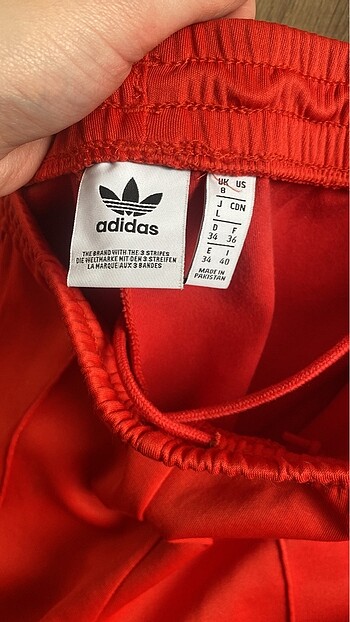 adidas
THE BRAND WITH THE 3 STRIPES
DIE WELTMARKE MIT DEN 3 STREIFEN
LA MARQUE AUX 3 BANDES
UK US
8
J CDN
L
D F
34 36
E I
34 40
MADE IN
PAKISTAN